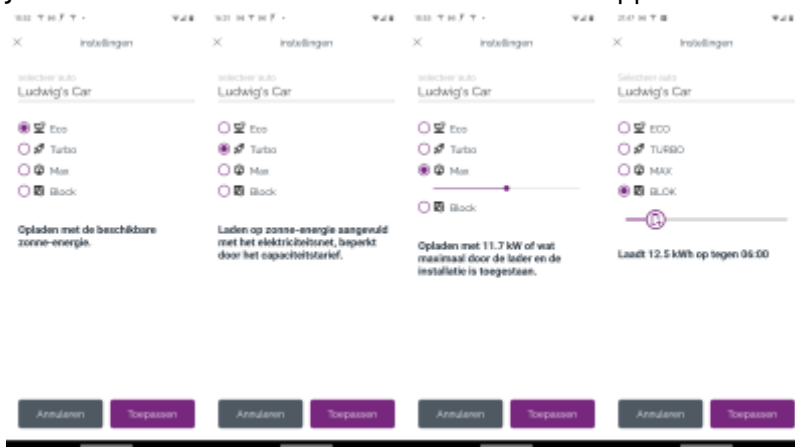 Instellingen
selecteer auto
Ludwig's Car
Eco
Turbo
Max
Block
Opladen met de beschikbare
zonne-energie.
Annuleren
Toepassen
Instellingen
selecteer auto
Ludwig's Car
Eco
Turbo
Max
Block
Laden op zonne-energie aangevuld
met het elektriciteitsnet, beperkt
door het capaciteitstarief.
Annuleren
Toepassen
Instellingen
selecteer auto
Ludwig's Car
Eco
Turbo
Max
Block
Opladen met 11.7 kW of wat
maximaal door de lader en de
installatie is toegestaan.
Annuleren
Toepassen
Instellingen
Selecteer auto
Ludwig's Car
ECO
TURBO
MAX
BLOK
Laadt 12.5 kWh op tegen 06:00
Annuleren
Toepassen